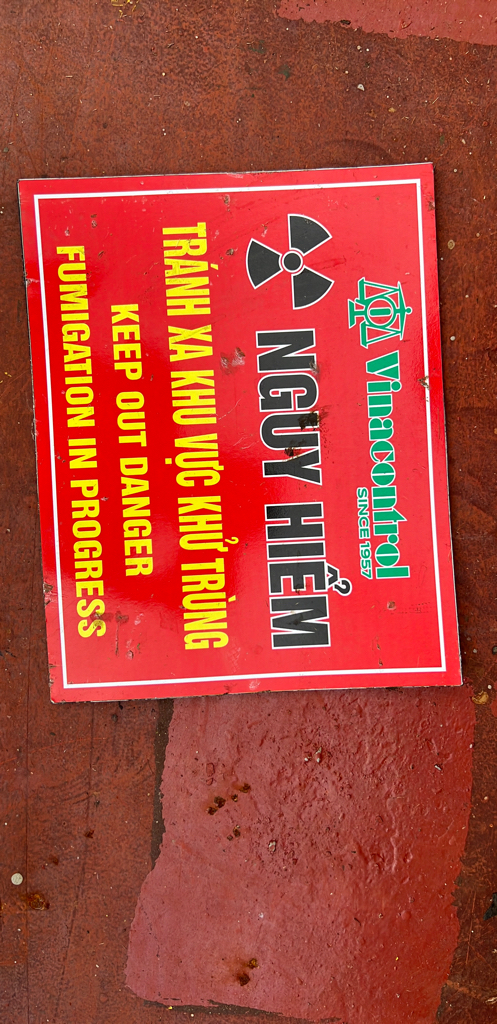 Vinacontrol
SINCE 1957
NGUY HIỂM
TRÁNH XA KHU VỰC KHỬ TRÙNG
KEEP OUT DANGER
FUMIGATION IN PROGRESS